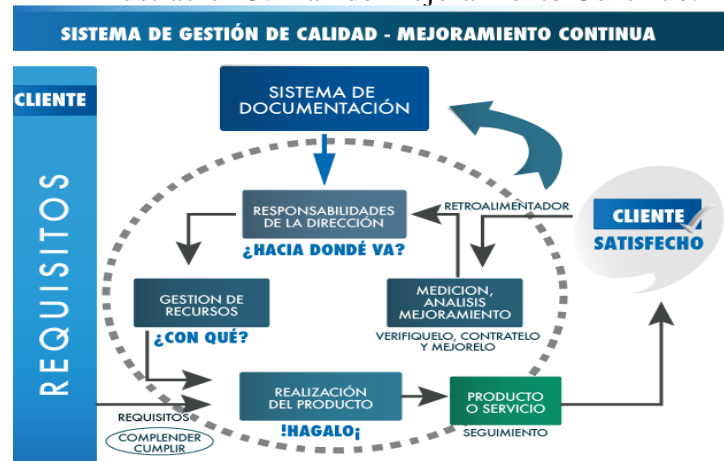 SISTEMA DE GESTIÓN DE CALIDAD - MEJORAMIENTO CONTINUA
CLIENTE
REQUISITOS
SISTEMA DE
DOCUMENTACIÓN
RESPONSABILIDADES
DE LA DIRECCIÓN
¿HACIA DONDÉ VA?
RETROALIMENTADOR
CLIENTE
SATISFECHO
GESTION DE
RECURSOS
¿CON QUÉ?
MEDICION,
ANALISIS
MEJORAMIENTO
VERIFIQUELO, CONTRATELO
Y MEJORELO
REALIZACIÓN
DEL PRODUCTO
!HAGALO¡
PRODUCTO
O SERVICIO
SEGUIMIENTO
REQUISITOS
COMPLENDER
CUMPLIR